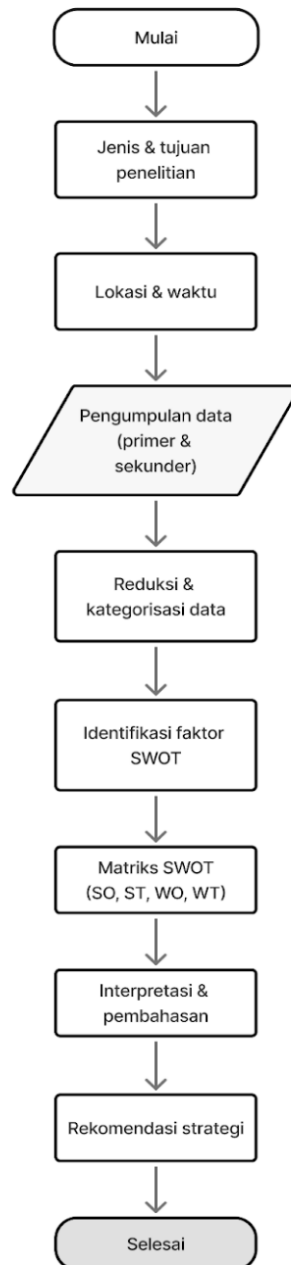 Mulai
Jenis & tujuan
penelitian
Lokasi & waktu
Pengumpulan data
(primer &
sekunder)
Reduksi &
kategorisasi data
Identifikasi faktor
SWOT
Matriks SWOT
(SO, ST, WO, WT)
Interpretasi &
pembahasan
Rekomendasi strategi
Selesai